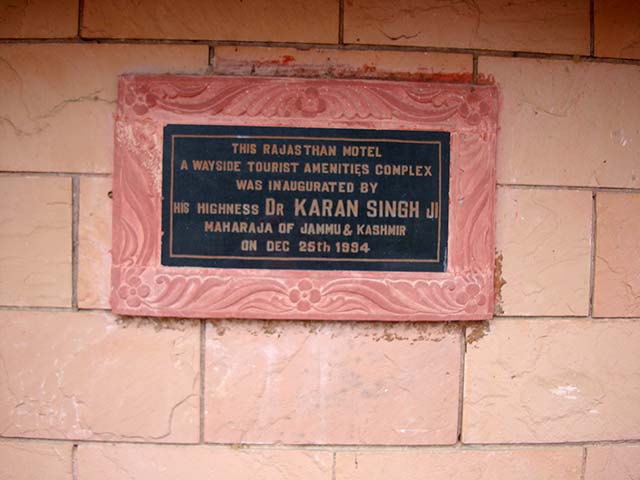 THIS RAJASTHAN MOTEL
A WAYSIDE TOURIST AMENITIES COMPLEX
WAS INAUGURATED BY
HIS HIGHNESS DR KARAN SINGH JI
MAHARAJA OF JAMMU & KASHMIR
ON DEC 25th 1994